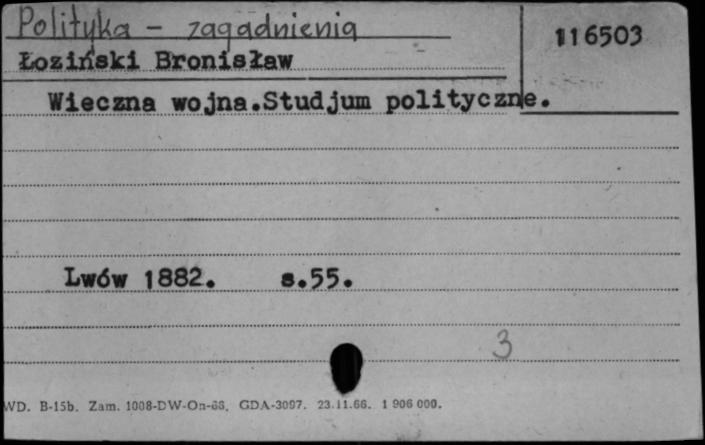 Polityka - zagadnienia
116503
Łoziński Bronisław
Wieczna wojna.Studjum polityczne.
Lwów 1882. s.55.
3
WD. B-15b. Zam. 1008-DW-On-66. GDA-3097. 23.11.66. 1 906 000.